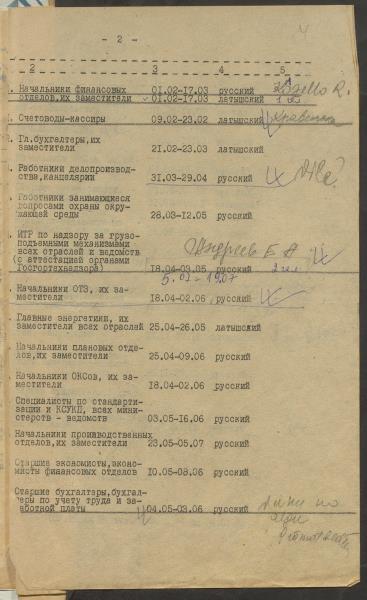 - 2 -
2 3 4 5
. Начальники финансовых 01.02-17.03 русский
отделов,их заместители 01.02-17.03 латышский
. Счетоводы-кассиры 09.02-23.02 латышский
. Гл.бухгалтеры,их
заместители 21.02-23.03 латышский
. Работники делопроизвод-
ства,канцелярии 31.03-29.04 русский
. Работники занимающиеся
вопросами охраны окру-
жающей среды 28.03-12.05 русский
. ИТР по надзору за грузо-
подъемными механизмами
всех отраслей и ведомств
(с аттестацией органами
Госгортехнадзора) 18.04-03.05 русский
. Начальники ОТЗ, их за-
местители 18.04-02.06 русский
. Главные энергетики, их
заместители всех отраслей 25.04-26.05 латышский
Начальники плановых отде-
лов,их заместители 25.04-09.06 русский
Начальники ОКСов, их за-
местители 18.04-02.06 русский
Специалисты по стандарти-
зации и КСУКП, всех мини-
стерств - ведомств 03.05-16.06 русский
Начальники производственных
отделов,их заместители 23.05-05.07 русский
Старшие экономисты,эконо-
мисты финансовых отделов 10.05-08.06 русский
Старшие бухгалтеры,бухгал-
теры по учету труда и за-
работной платы 04.05-03.06 русский